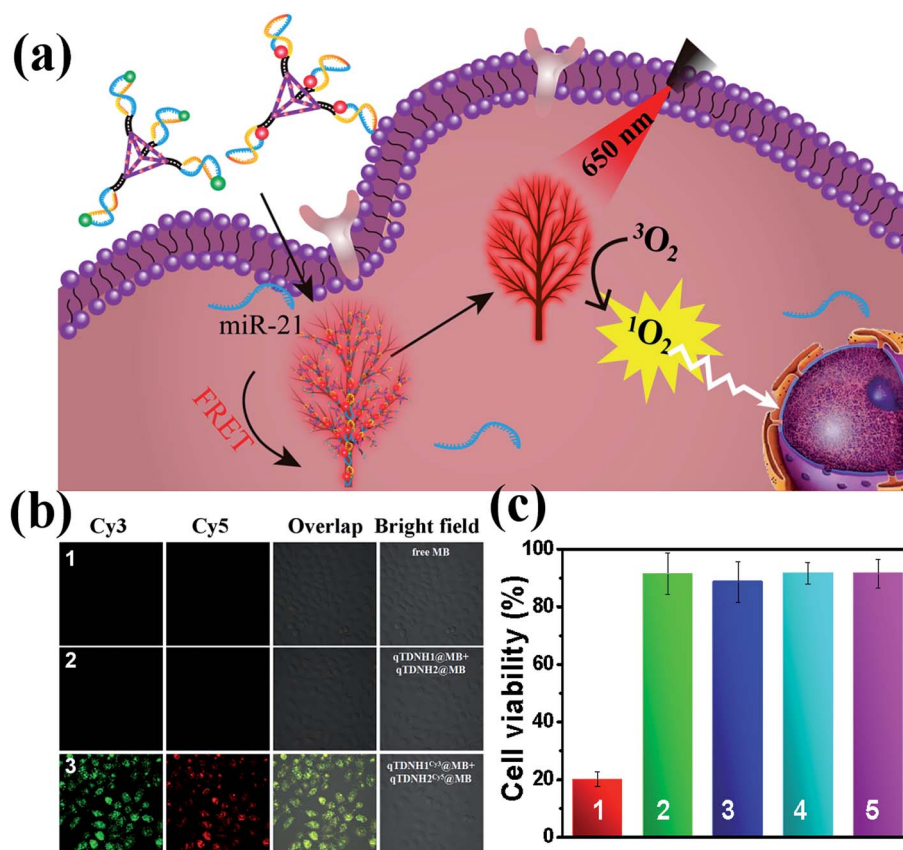 (a)
650 nm
³O₂
¹O₂
miR-21
FRET
(b)
Cy3 Cy5 Overlap Bright field
1
free MB
2
qTDNH1@MB+
qTDNH2@MB
3
qTDNH1Cy3@MB+
qTDNH2Cy5@MB
(c)
Cell viability (%)
100
80
60
40
20
0
1 2 3 4 5